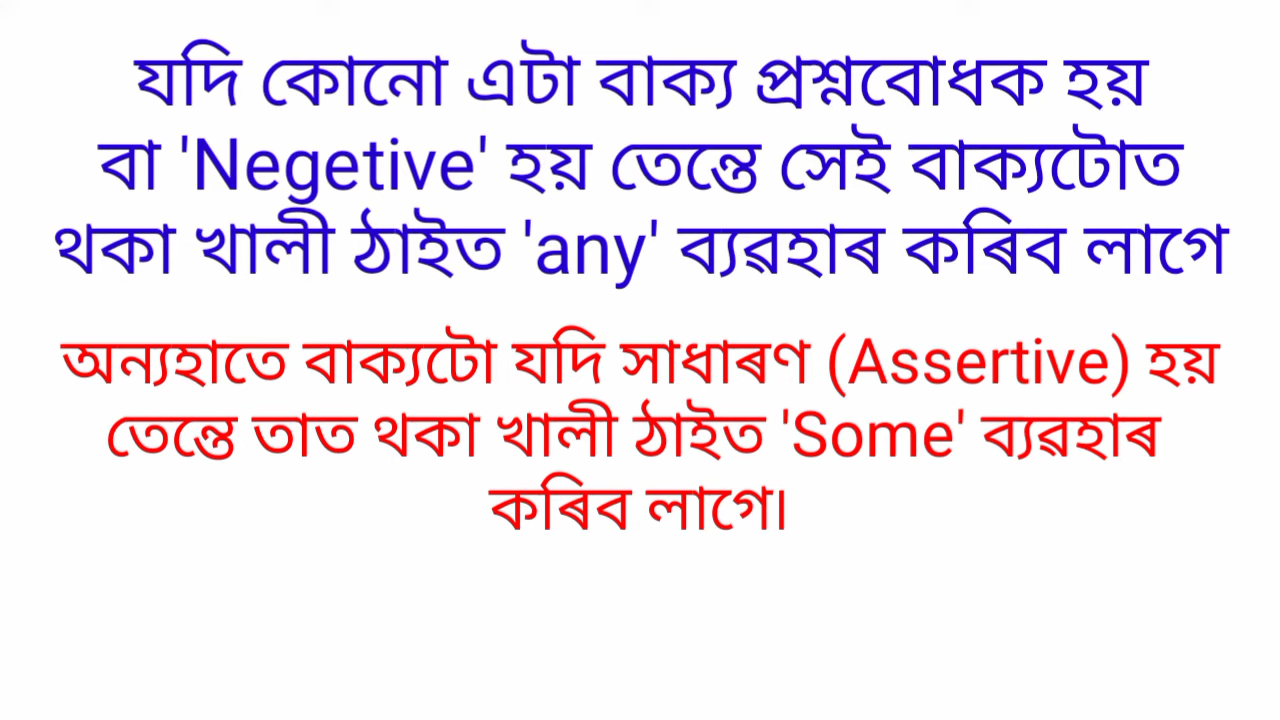 যদি কোনো এটা বাক্য প্ৰশ্নবোধক হয়
বা 'Negetive' হয় তেন্তে সেই বাক্যটোত
থকা খালী ঠাইত 'any' ব্যৱহাৰ কৰিব লাগে
অন্যহাতে বাক্যটো যদি সাধাৰণ (Assertive) হয়
তেন্তে তাত থকা খালী ঠাইত 'Some' ব্যৱহাৰ
কৰিব লাগে।